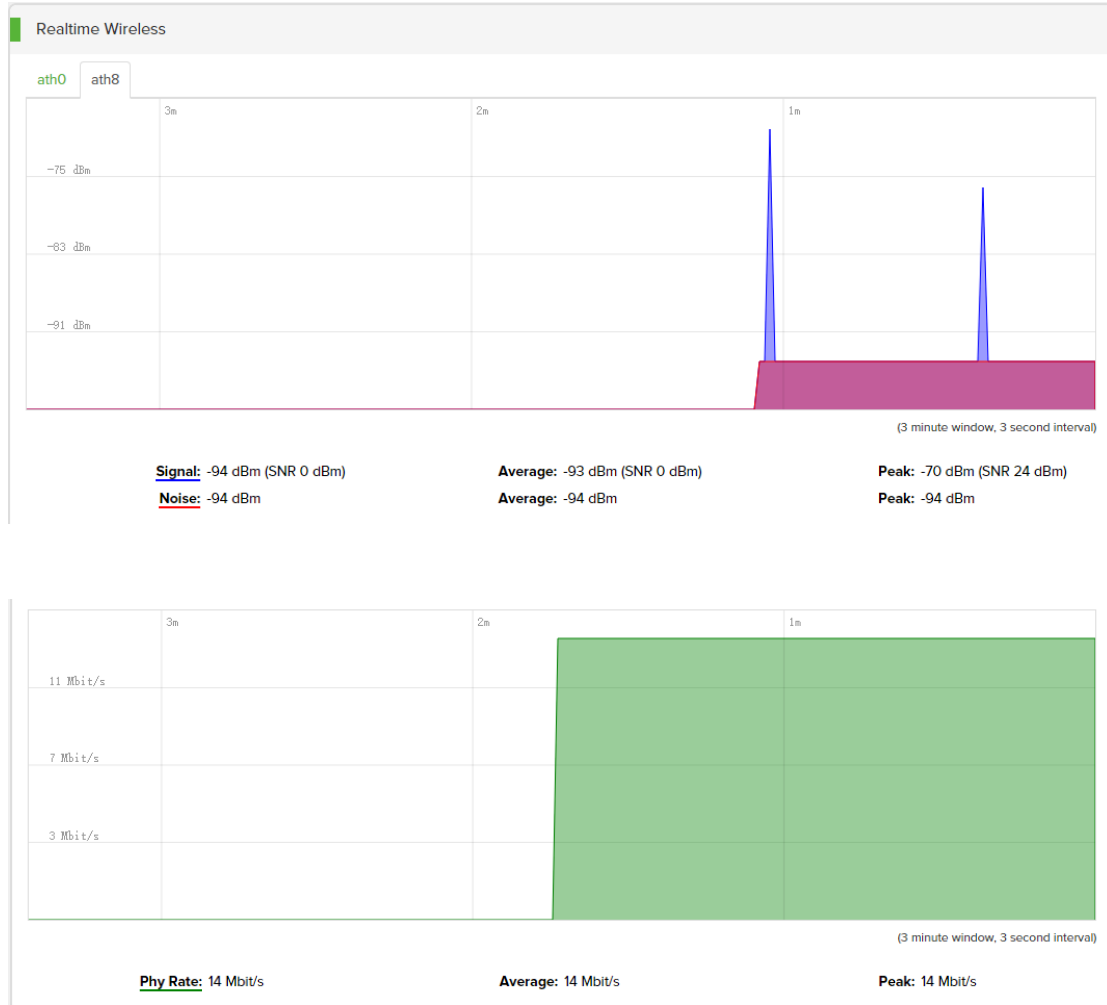 Realtime Wireless
ath0 ath8
3m 2m 1m
-75 dBm
-83 dBm
-91 dBm
(3 minute window, 3 second interval)
Signal: -94 dBm (SNR 0 dBm) Average: -93 dBm (SNR 0 dBm) Peak: -70 dBm (SNR 24 dBm)
Noise: -94 dBm Average: -94 dBm Peak: -94 dBm
3m 2m 1m
11 Mbit/s
7 Mbit/s
3 Mbit/s
(3 minute window, 3 second interval)
Phy Rate: 14 Mbit/s Average: 14 Mbit/s Peak: 14 Mbit/s